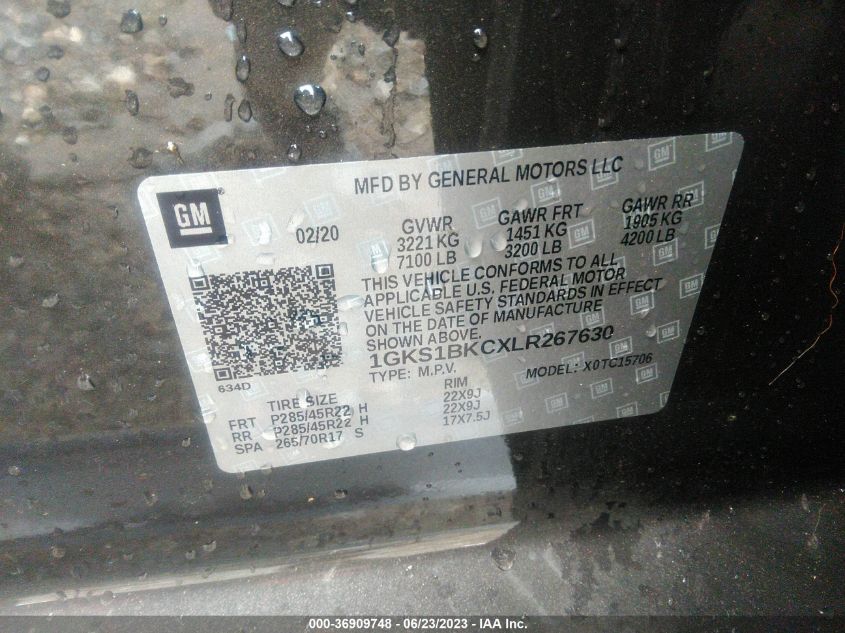 MFD BY GENERAL MOTORS LLC
GM
02/20
GVWR
3221 KG
7100 LB
GAWR FRT
1451 KG
3200 LB
GAWR RR
1905 KG
4200 LB
THIS VEHICLE CONFORMS TO ALL
APPLICABLE U.S. FEDERAL MOTOR
VEHICLE SAFETY STANDARDS IN EFFECT
ON THE DATE OF MANUFACTURE
SHOWN ABOVE.
1GKS1BKCXLR267630
TYPE: M.P.V.
MODEL: X0TC15706
634D
TIRE SIZE RIM
FRT P285/45R22 H 22X9J
RR P285/45R22 H 22X9J
SPA 265/70R17 S 17X7.5J
000-36909748 - 06/23/2023 - IAA Inc.